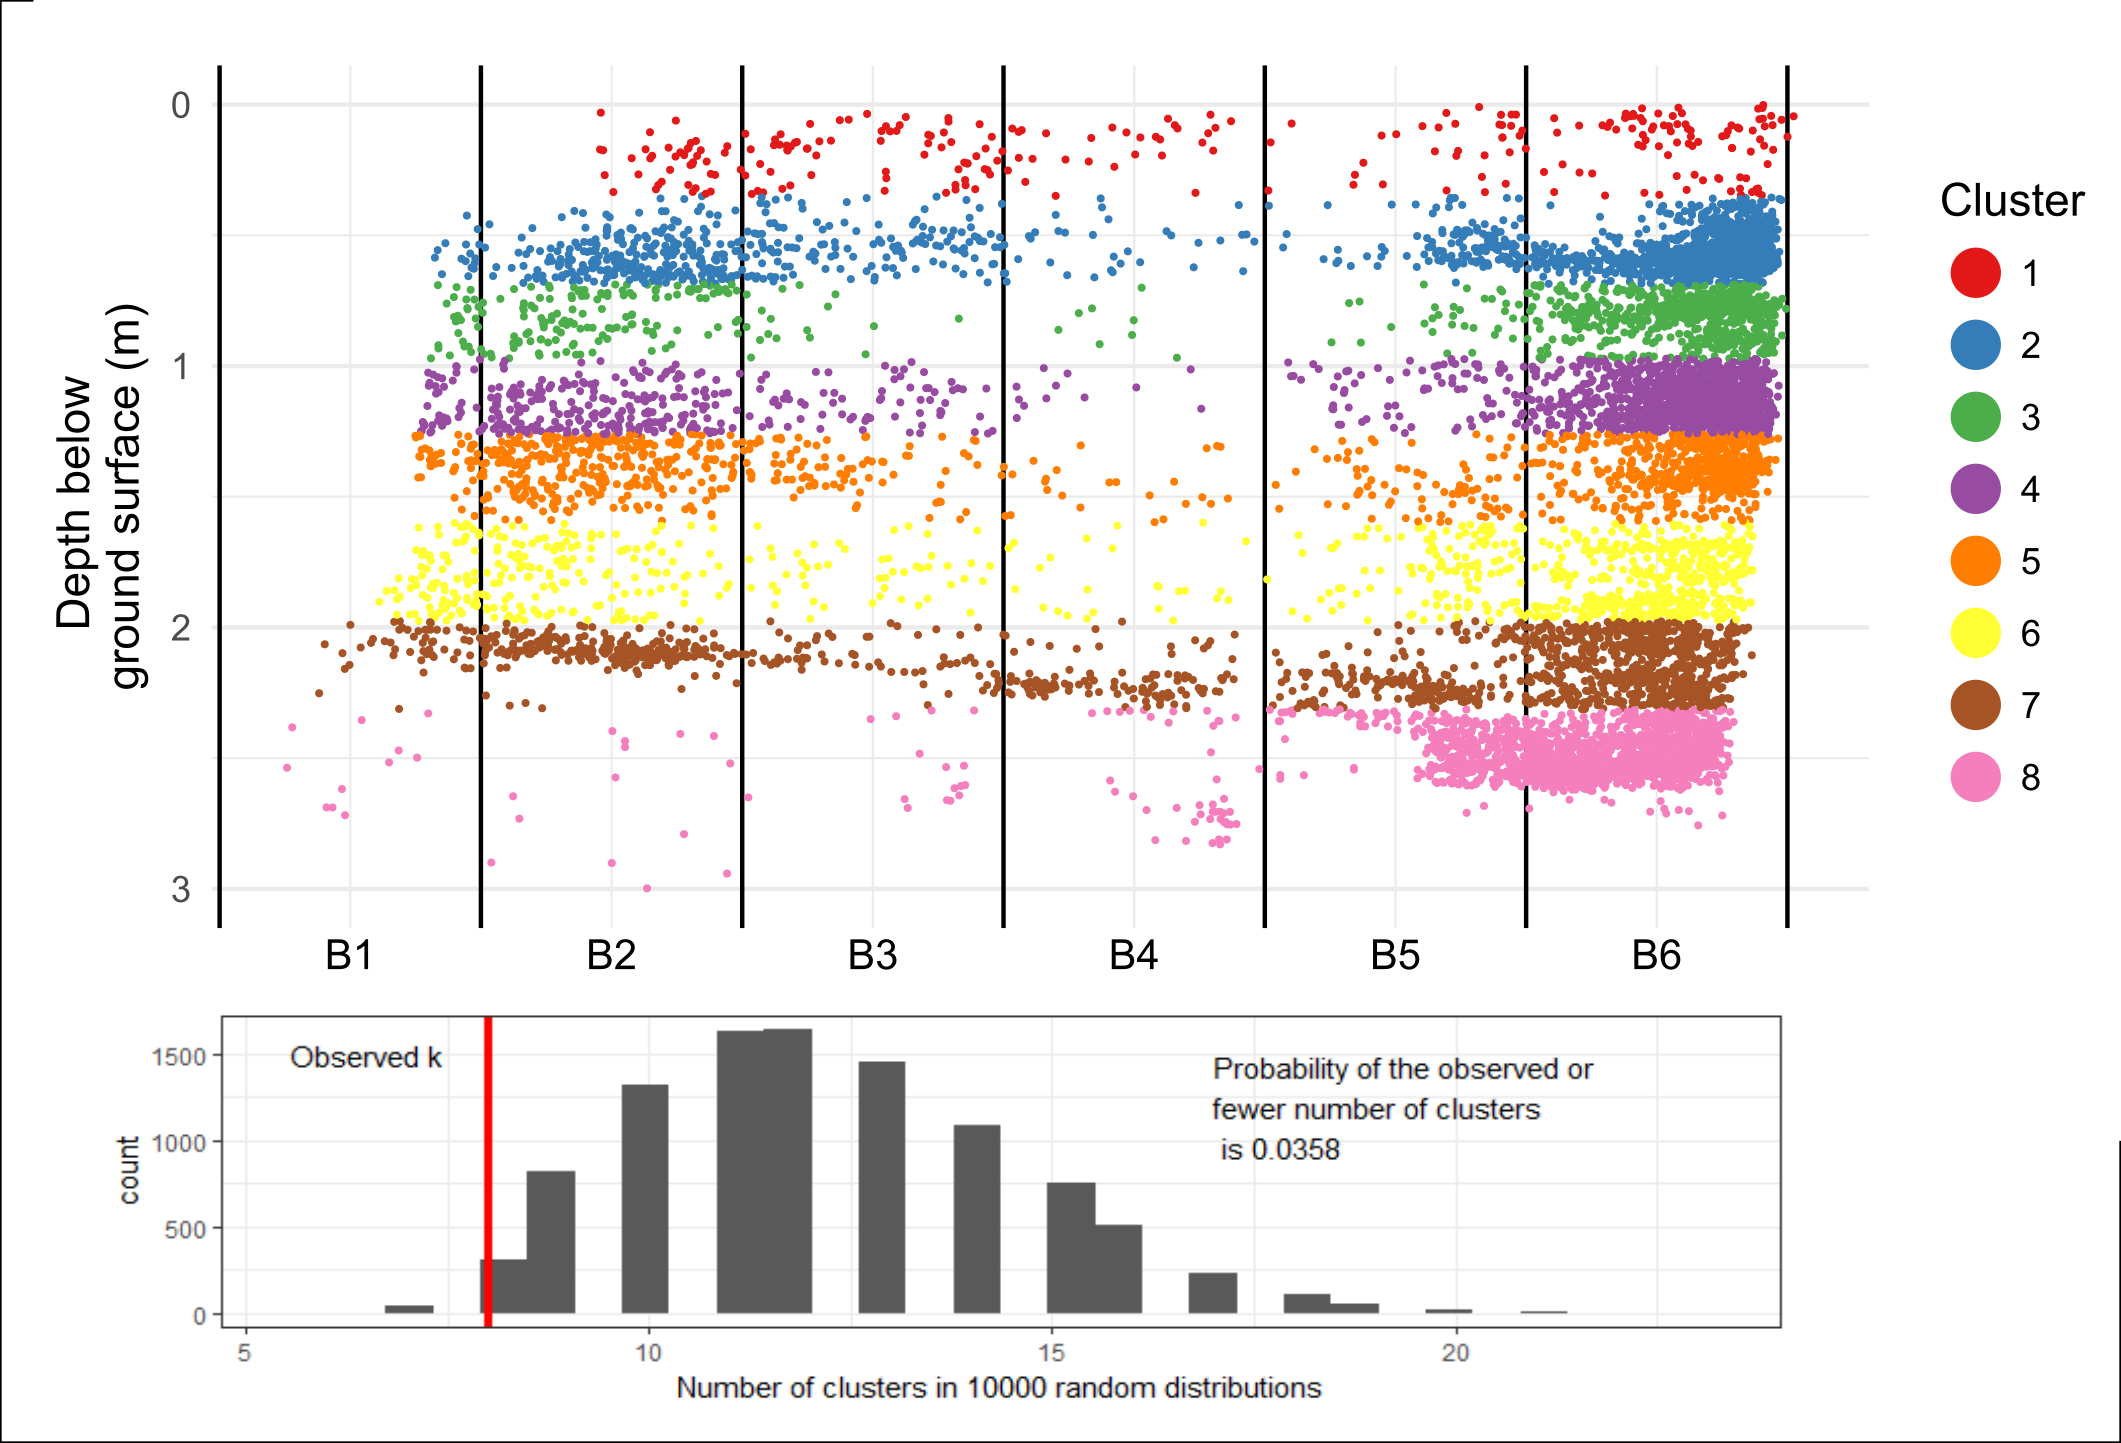 0
1
2
3
Depth below
ground surface (m)
B1 B2 B3 B4 B5 B6
Cluster
1
2
3
4
5
6
7
8
1500
1000
500
0
count
Observed k
Probability of the observed or
fewer number of clusters
is 0.0358
5 10 15 20
Number of clusters in 10000 random distributions